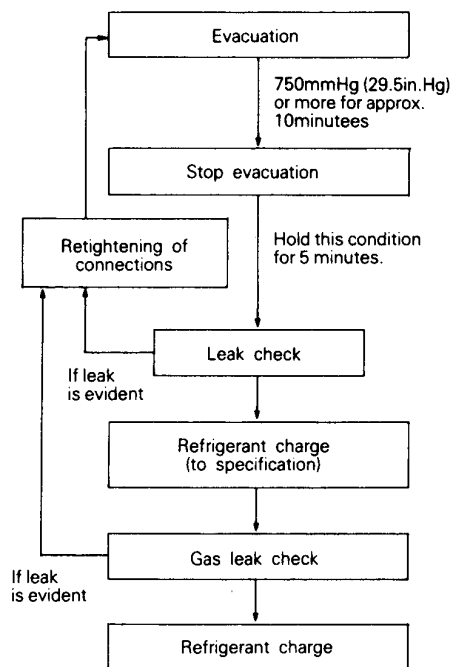 Evacuation
750mmHg (29.5in.Hg)
or more for approx.
10minutees
Stop evacuation
Retightening of
connections
Hold this condition
for 5 minutes.
Leak check
If leak
is evident
Refrigerant charge
(to specification)
Gas leak check
If leak
is evident
Refrigerant charge